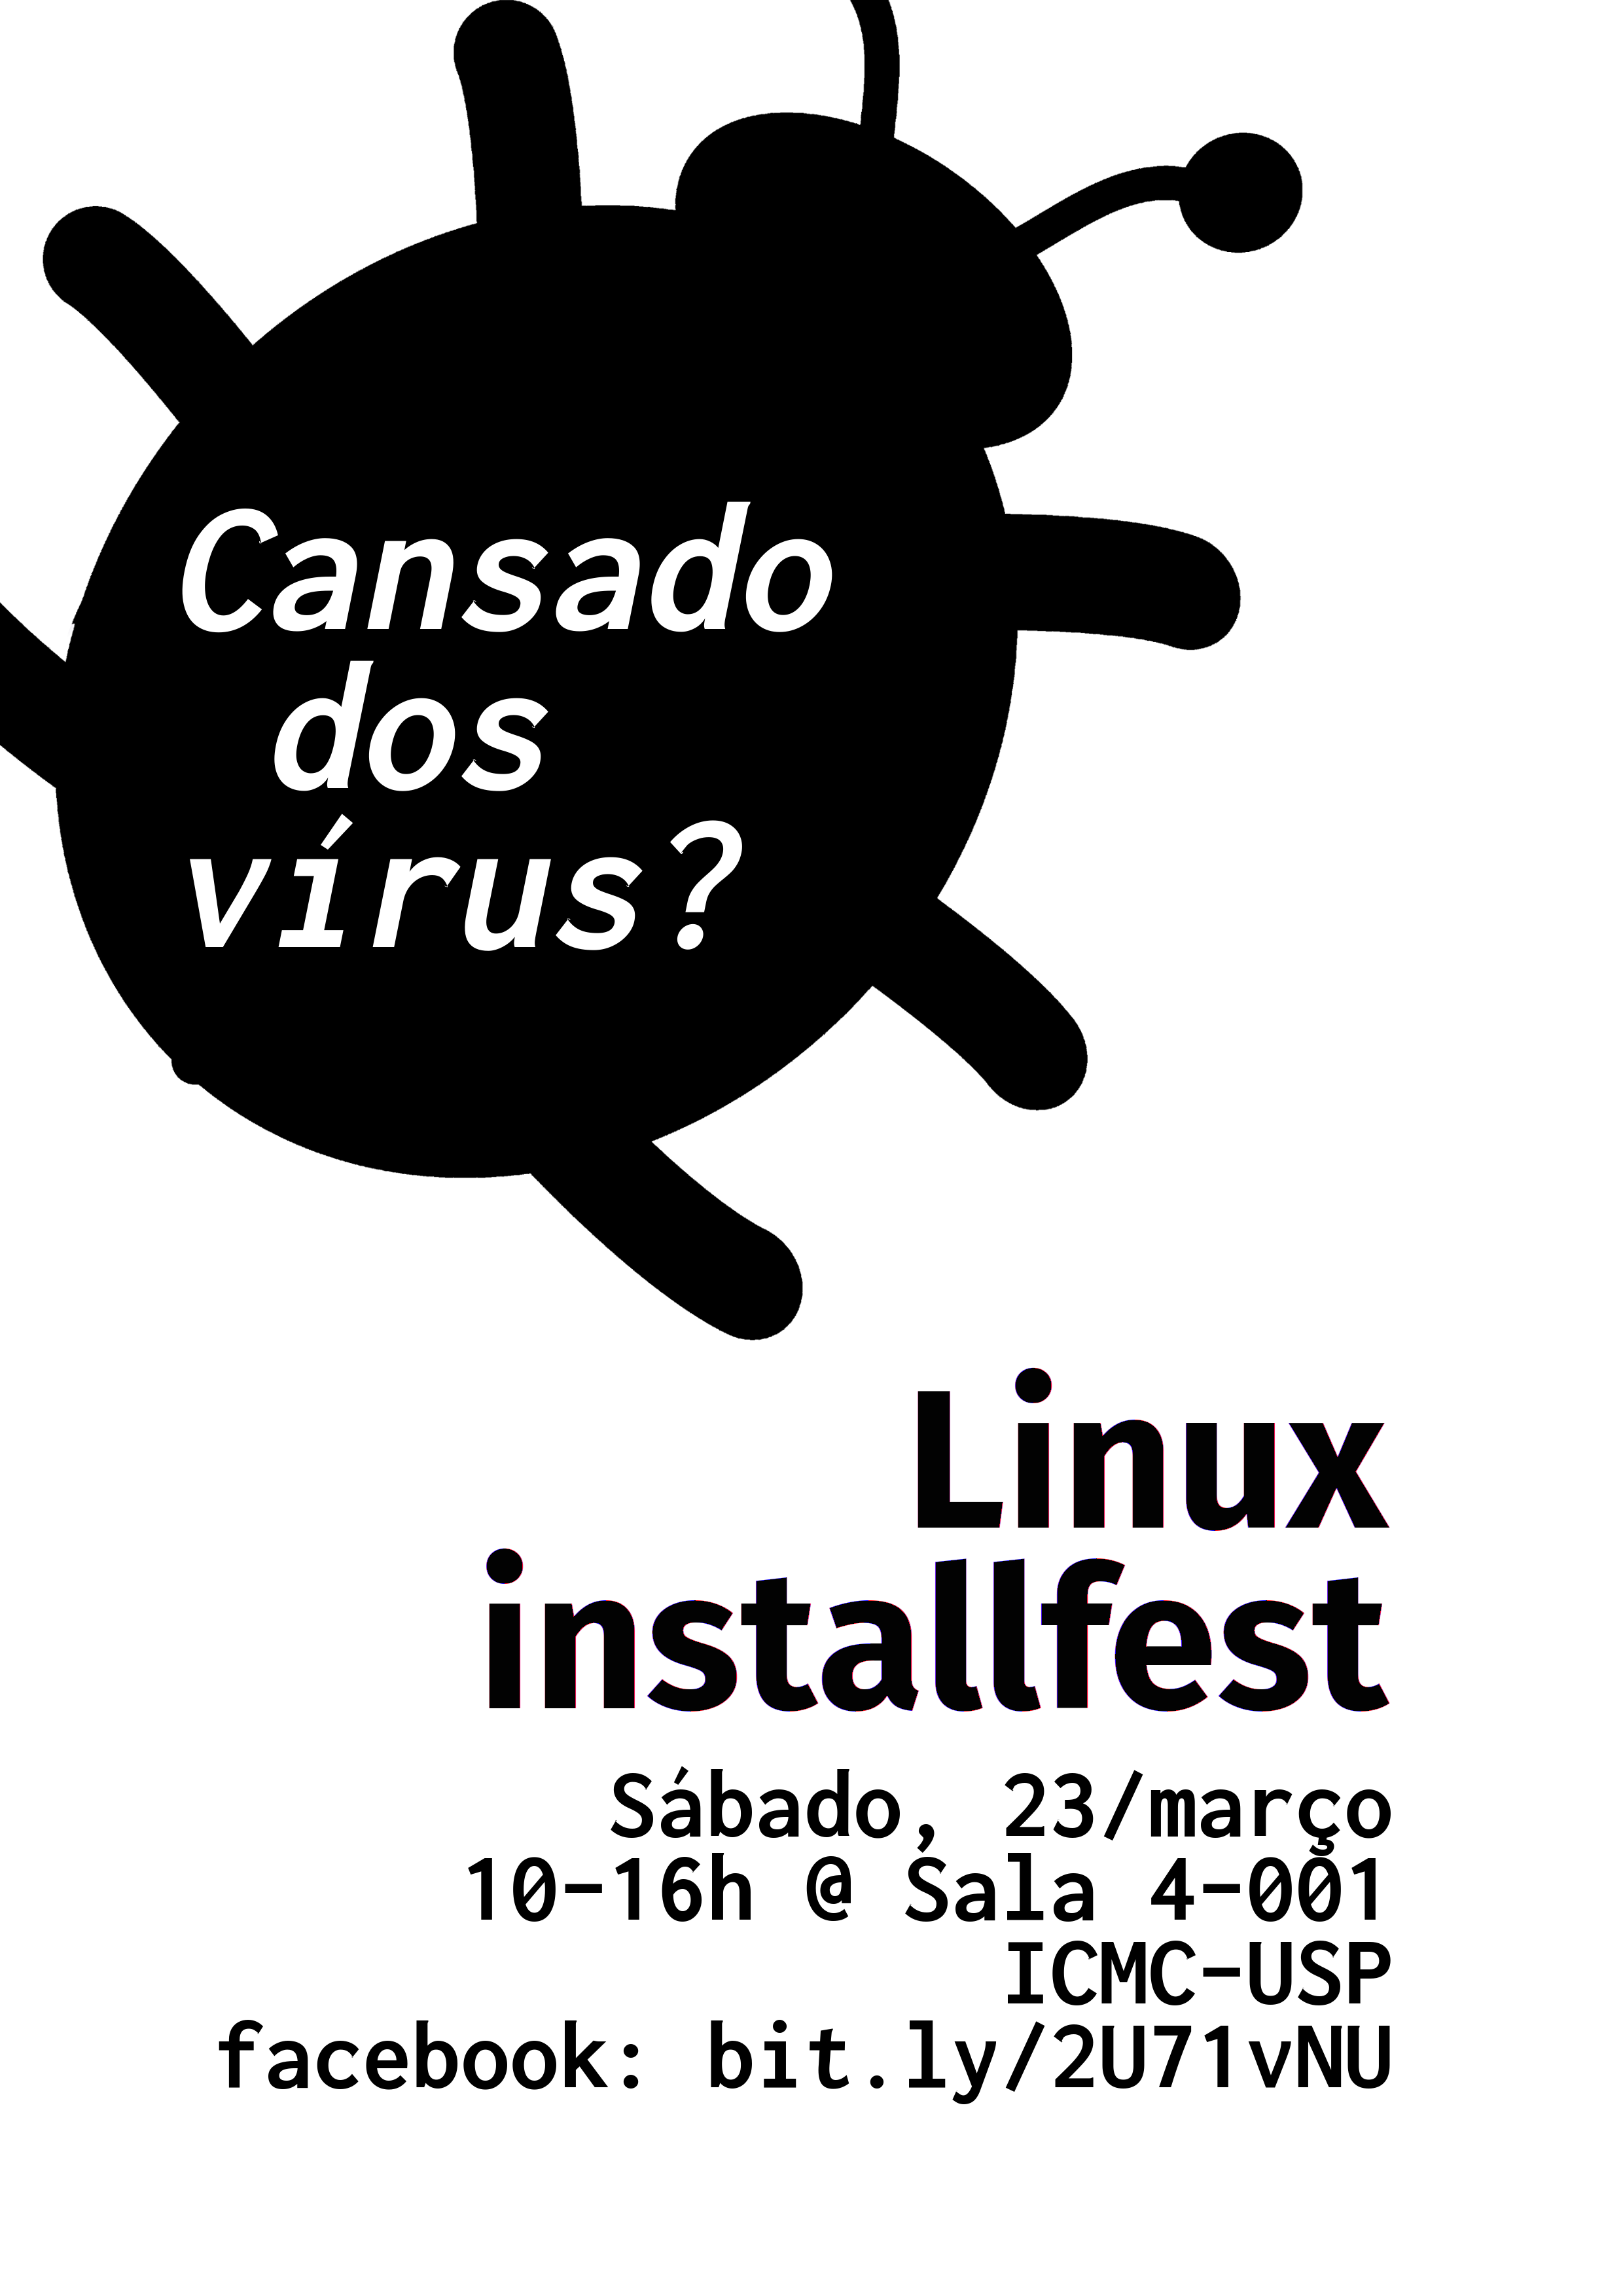 Cansado
dos
vírus?
Linux
installfest
Sábado, 23/março
10-16h @ Sala 4-001
ICMC-USP
facebook: bit.ly/2U71vNU